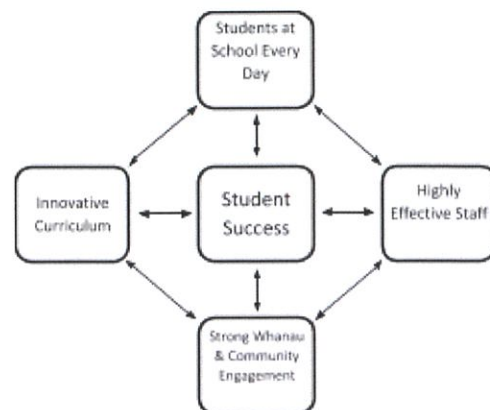 Students at
School Every
Day
Innovative
Curriculum
Student
Success
Highly
Effective Staff
Strong Whanau
& Community
Engagement